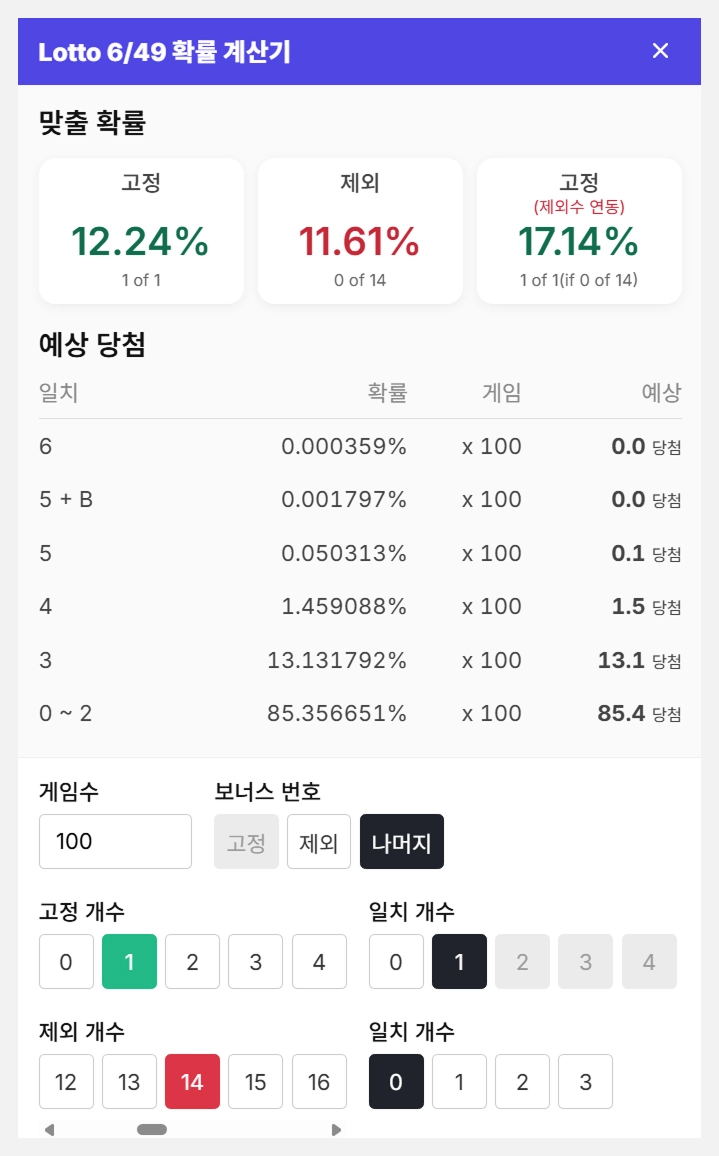 Lotto 6/49 확률 계산기 ✕
맞출 확률
고정 제외 고정
(제외수 연동)
12.24% 11.61% 17.14%
1 of 1 0 of 14 1 of 1(if 0 of 14)
예상 당첨
일치 확률 게임 예상
6 0.000359% x 100 0.0 당첨
5 + B 0.001797% x 100 0.0 당첨
5 0.050313% x 100 0.1 당첨
4 1.459088% x 100 1.5 당첨
3 13.131792% x 100 13.1 당첨
0 ~ 2 85.356651% x 100 85.4 당첨
게임수 보너스 번호
100 고정 제외 나머지
고정 개수 일치 개수
0 1 2 3 4 0 1 2 3 4
제외 개수 일치 개수
12 13 14 15 16 0 1 2 3